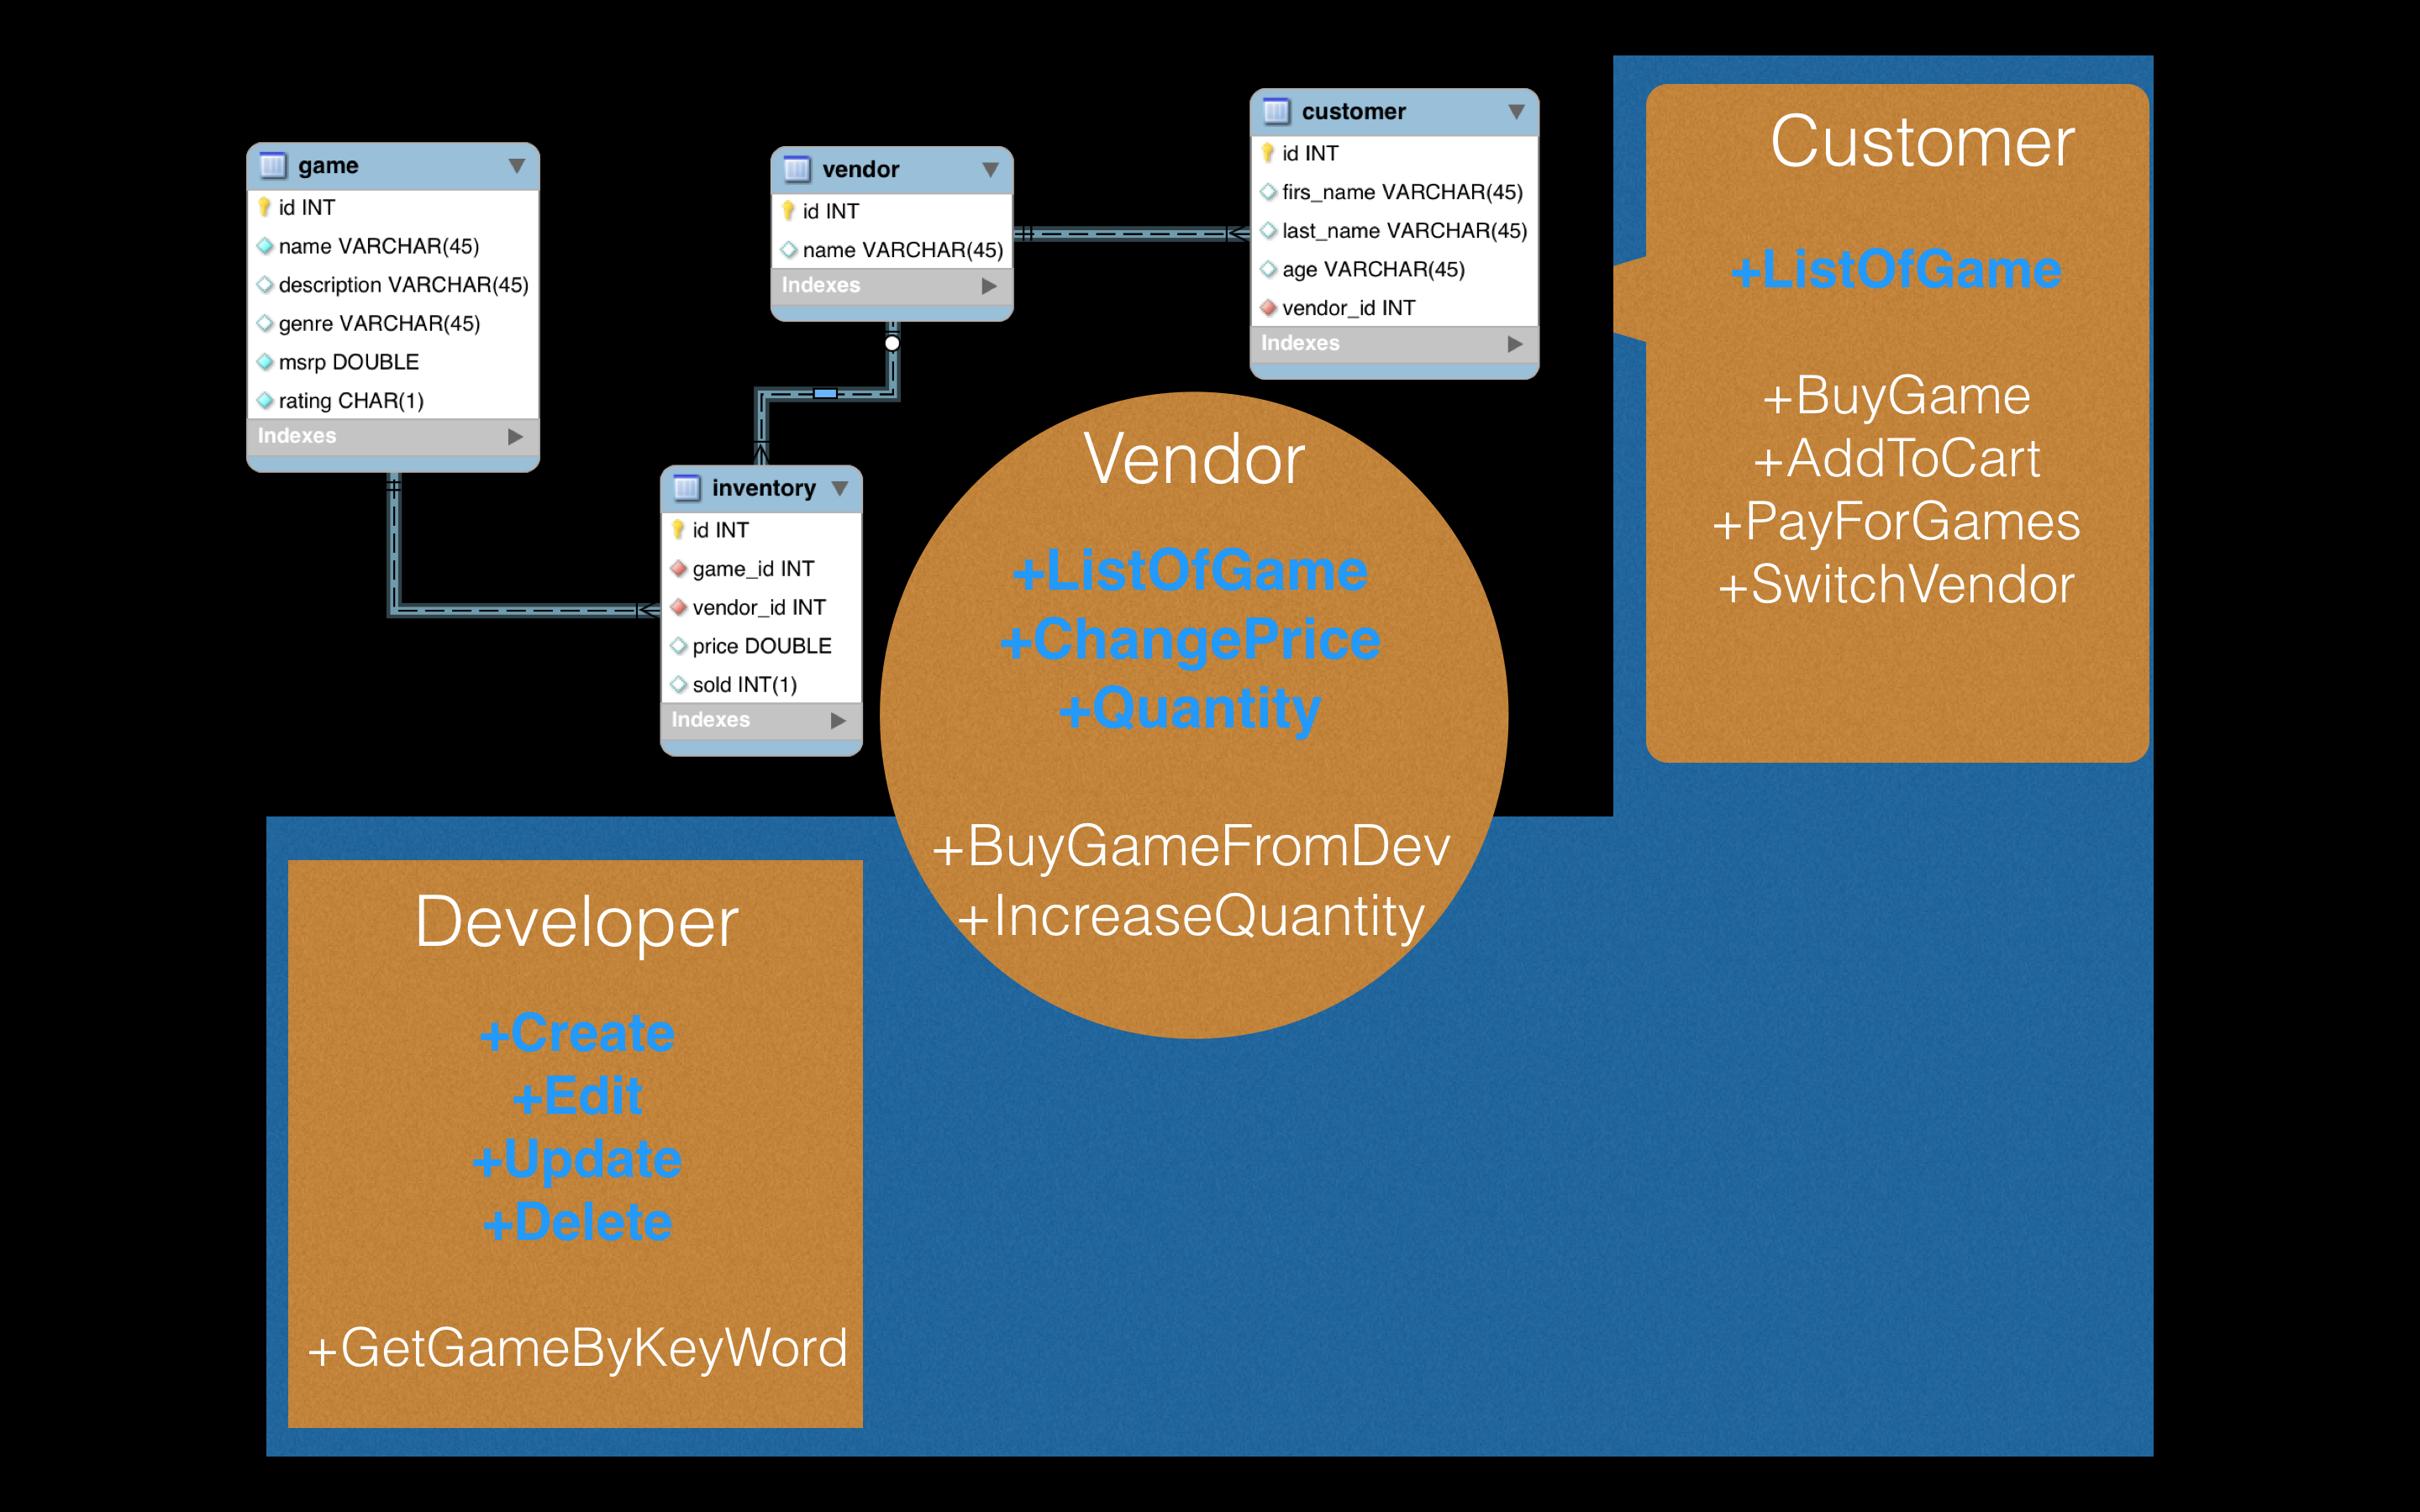 game
id INT
name VARCHAR(45)
description VARCHAR(45)
genre VARCHAR(45)
msrp DOUBLE
rating CHAR(1)
Indexes
vendor
id INT
name VARCHAR(45)
Indexes
customer
id INT
firs_name VARCHAR(45)
last_name VARCHAR(45)
age VARCHAR(45)
vendor_id INT
Indexes
inventory
id INT
game_id INT
vendor_id INT
price DOUBLE
sold INT(1)
Indexes
Customer
+ListOfGame
+BuyGame
+AddToCart
+PayForGames
+SwitchVendor
Vendor
+ListOfGame
+ChangePrice
+Quantity
+BuyGameFromDev
+IncreaseQuantity
Developer
+Create
+Edit
+Update
+Delete
+GetGameByKeyWord